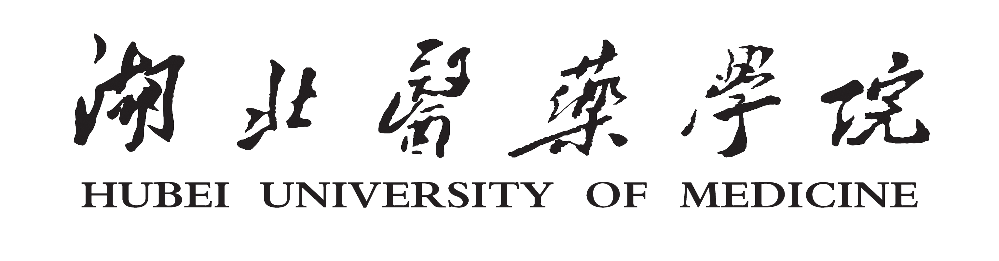 湖北醫藥學院
HUBEI UNIVERSITY OF MEDICINE